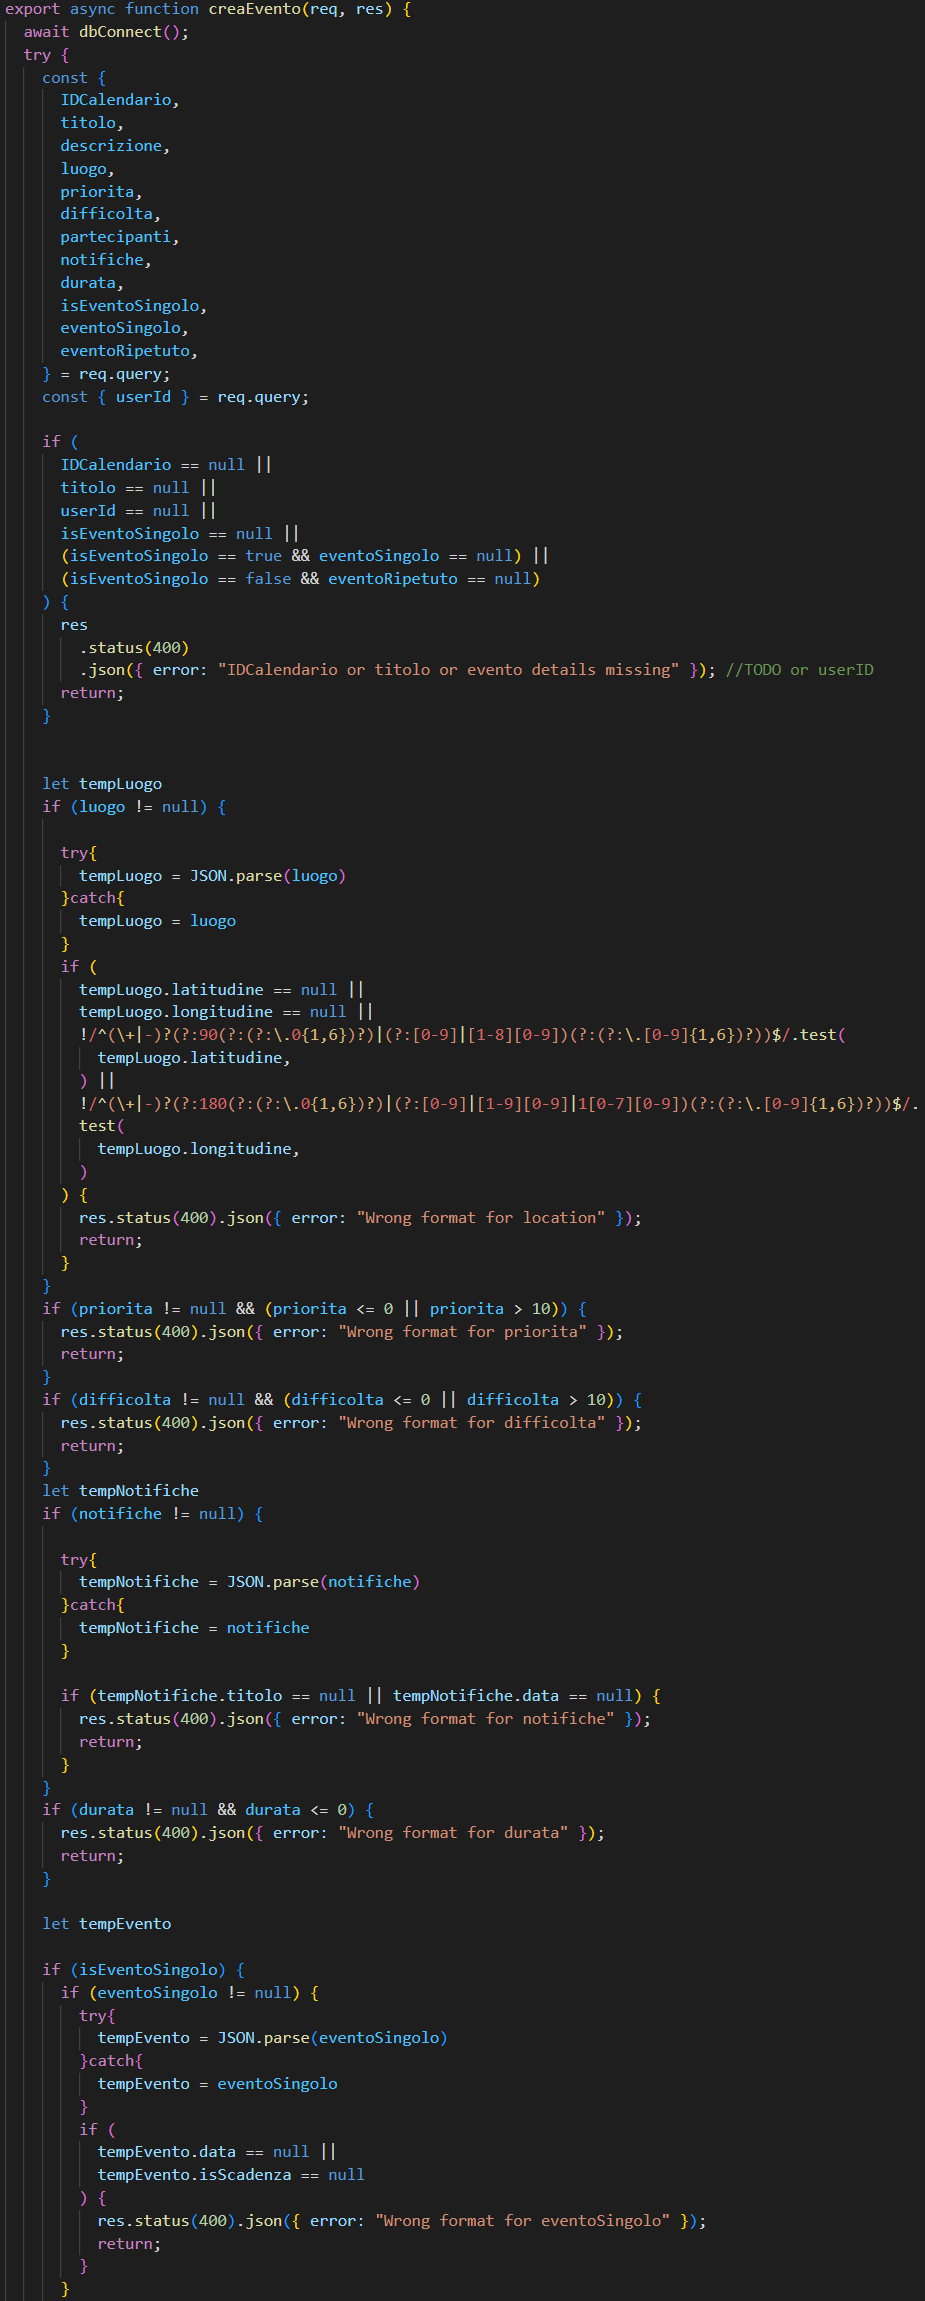 export async function creaEvento(req, res) {
  await dbConnect();
  try {
    const {
      IDCalendario,
      titolo,
      descrizione,
      luogo,
      priorita,
      difficolta,
      partecipanti,
      notifiche,
      durata,
      isEventoSingolo,
      eventoSingolo,
      eventoRipetuto,
    } = req.query;
    const { userId } = req.query;

    if (
      IDCalendario == null ||
      titolo == null ||
      userId == null ||
      isEventoSingolo == null ||
      (isEventoSingolo == true && eventoSingolo == null) ||
      (isEventoSingolo == false && eventoRipetuto == null)
    ) {
      res
        .status(400)
        .json({ error: "IDCalendario or titolo or evento details missing" }); //TODO or userID
      return;
    }


    let tempLuogo
    if (luogo != null) {

      try{
        tempLuogo = JSON.parse(luogo)
      }catch{
        tempLuogo = luogo
      }
      if (
        tempLuogo.latitudine == null ||
        tempLuogo.longitudine == null ||
        !/^(\+|-)?(?:90(?:(?:\.0{1,6})?)|(?:[0-9]|[1-8][0-9])(?:(?:\.[0-9]{1,6})?))$/.test(
          tempLuogo.latitudine,
        ) ||
        !/^(\+|-)?(?:180(?:(?:\.0{1,6})?)|(?:[0-9]|[1-9][0-9]|1[0-7][0-9])(?:(?:\.[0-9]{1,6})?))$/.
        test(
          tempLuogo.longitudine,
        )
      ) {
        res.status(400).json({ error: "Wrong format for location" });
        return;
      }
    }
    if (priorita != null && (priorita <= 0 || priorita > 10)) {
      res.status(400).json({ error: "Wrong format for priorita" });
      return;
    }
    if (difficolta != null && (difficolta <= 0 || difficolta > 10)) {
      res.status(400).json({ error: "Wrong format for difficolta" });
      return;
    }
    let tempNotifiche
    if (notifiche != null) {

      try{
        tempNotifiche = JSON.parse(notifiche)
      }catch{
        tempNotifiche = notifiche
      }

      if (tempNotifiche.titolo == null || tempNotifiche.data == null) {
        res.status(400).json({ error: "Wrong format for notifiche" });
        return;
      }
    }
    if (durata != null && durata <= 0) {
      res.status(400).json({ error: "Wrong format for durata" });
      return;
    }

    let tempEvento

    if (isEventoSingolo) {
      if (eventoSingolo != null) {
        try{
          tempEvento = JSON.parse(eventoSingolo)
        }catch{
          tempEvento = eventoSingolo
        }
        if (
          tempEvento.data == null ||
          tempEvento.isScadenza == null
        ) {
          res.status(400).json({ error: "Wrong format for eventoSingolo" });
          return;
        }
      }